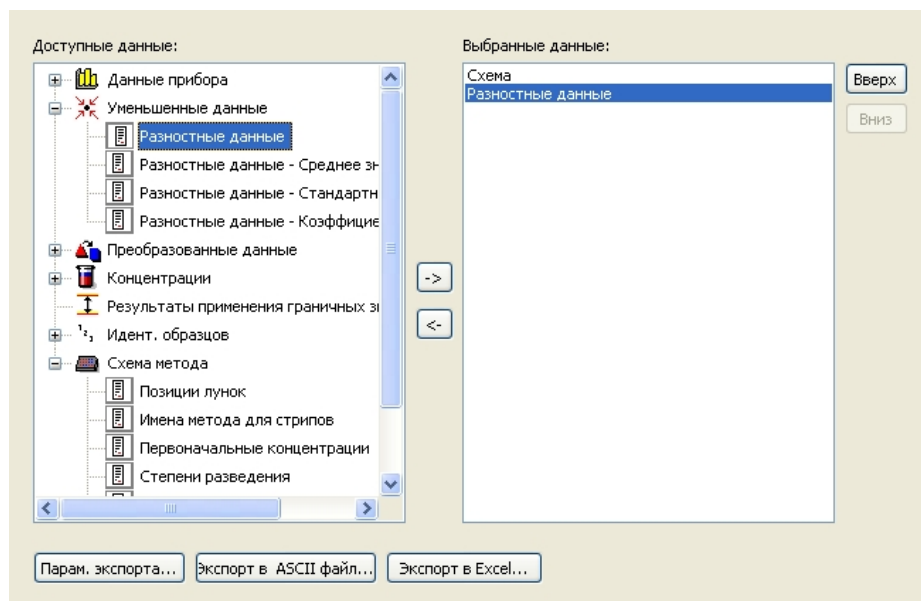 Доступные данные:
Данные прибора
Уменьшенные данные
Разностные данные
Разностные данные - Среднее зн
Разностные данные - Стандартн
Разностные данные - Коэффицие
Преобразованные данные
Концентрации
Результаты применения граничных з
Идент. образцов
Схема метода
Позиции лунок
Имена метода для стрипов
Первоначальные концентрации
Степени разведения
->
<-
Выбранные данные:
Схема
Разностные данные
Вверх
Вниз
Парам. экспорта...
Экспорт в ASCII файл...
Экспорт в Excel...